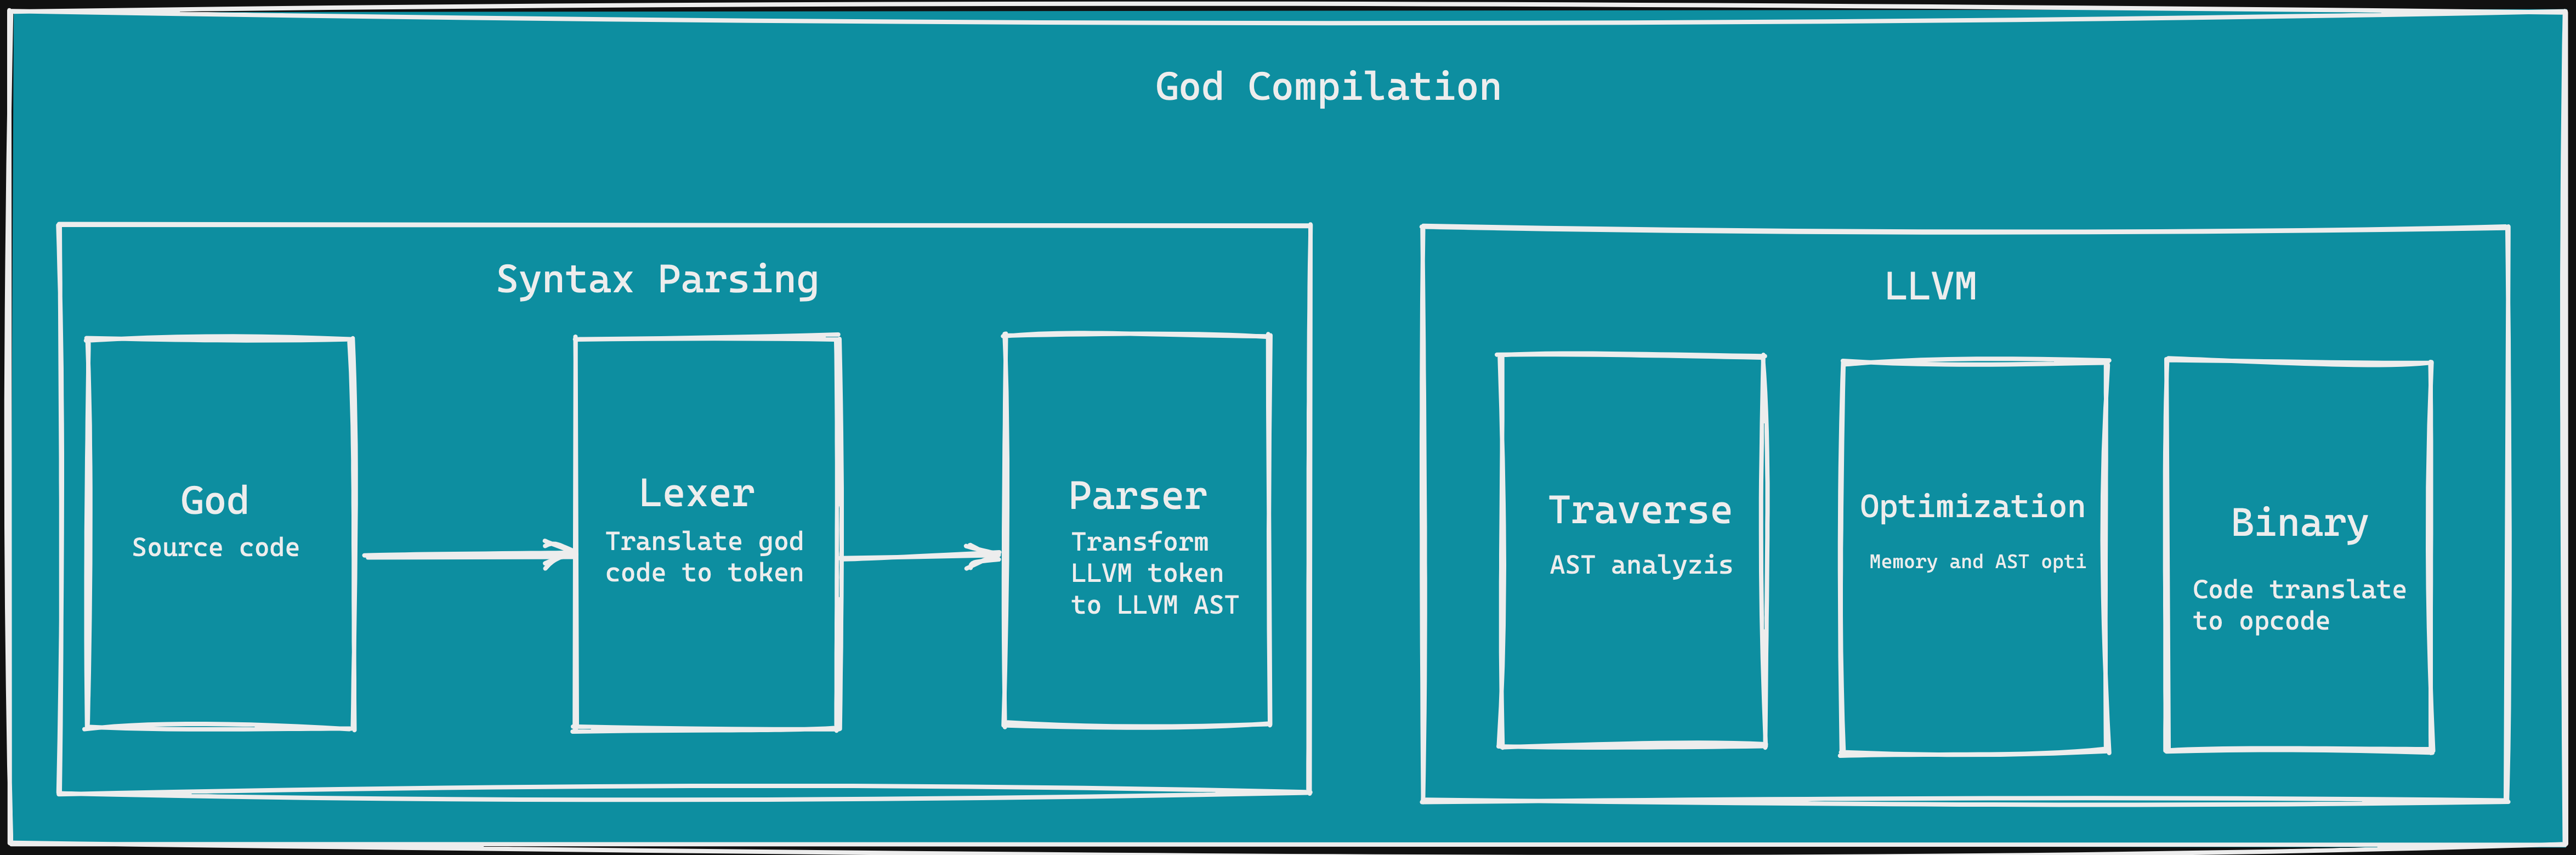 God Compilation
Syntax Parsing
God
Source code
Lexer
Translate god
code to token
Parser
Transform
LLVM token
to LLVM AST
LLVM
Traverse
AST analyzis
Optimization
Memory and AST opti
Binary
Code translate
to opcode